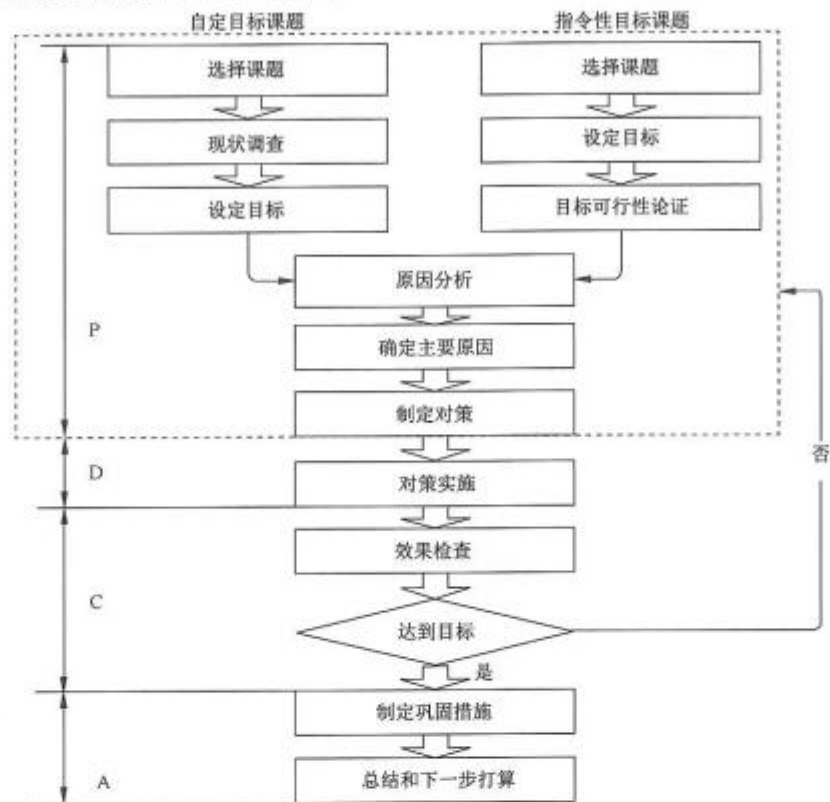 自定目标课题
指令性目标课题
选择课题
选择课题
现状调查
设定目标
设定目标
目标可行性论证
原因分析
P
确定主要原因
制定对策
否
D
对策实施
效果检查
C
达到目标
是
制定巩固措施
A
总结和下一步打算